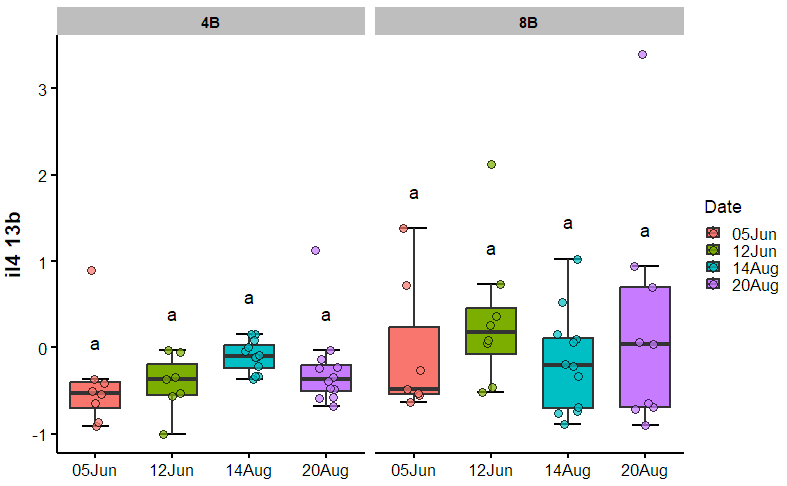 4B 8B
il4 13b
3
2
1
0
-1
a a a a a a a a
05Jun 12Jun 14Aug 20Aug 05Jun 12Jun 14Aug 20Aug
Date
05Jun
12Jun
14Aug
20Aug